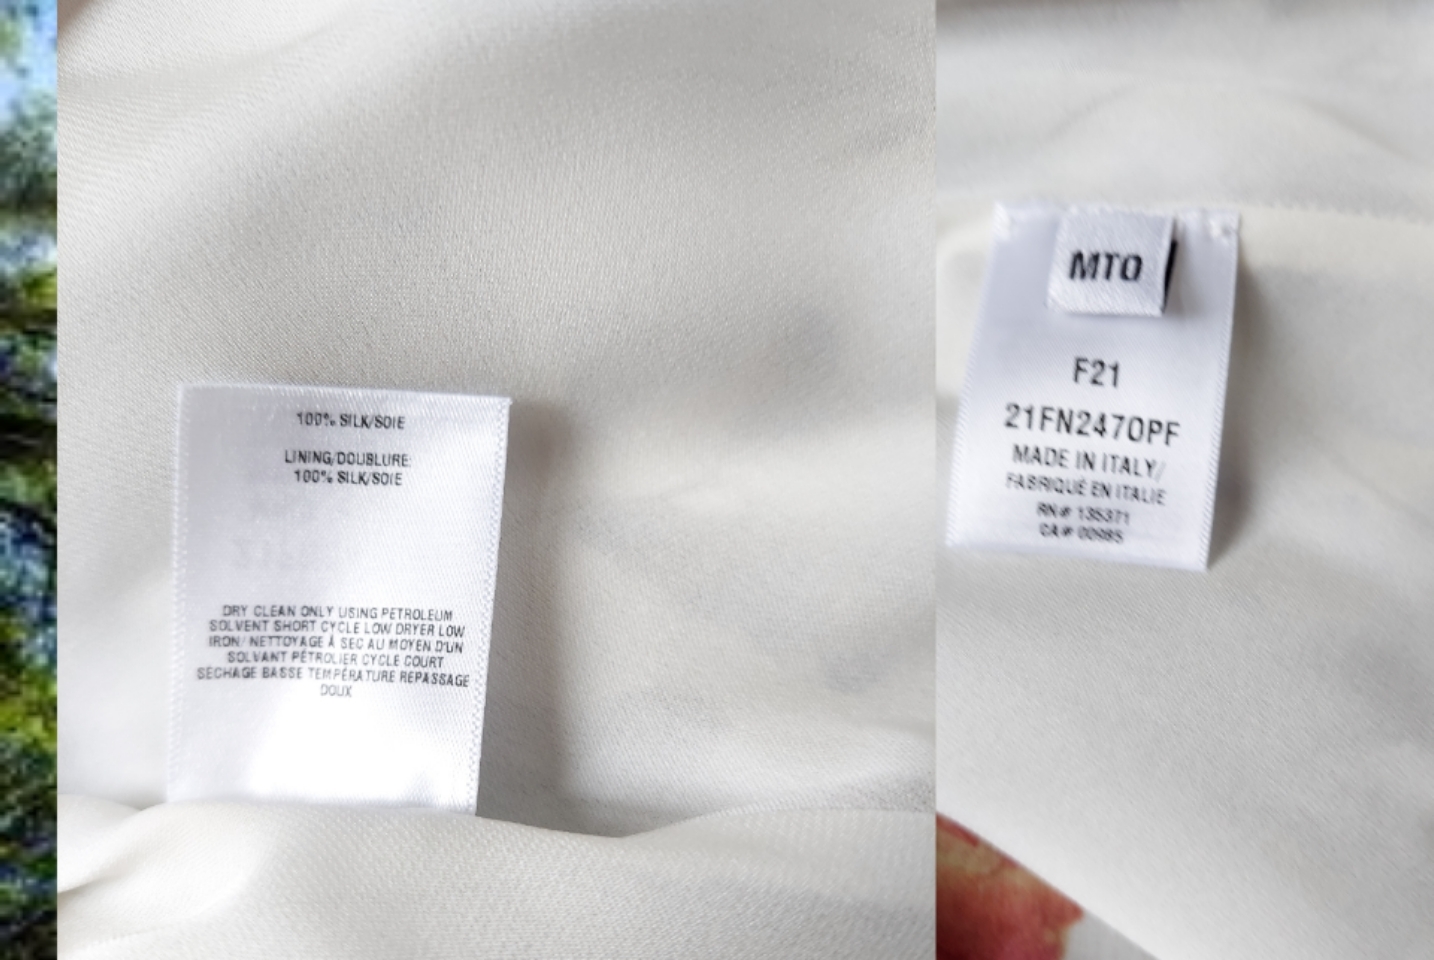 100% SILK/SOIE
LINING/DOUBLURE:
100% SILK/SOIE
DRY CLEAN ONLY USING PETROLEUM
SOLVENT SHORT CYCLE LOW DRYER LOW
IRON/ NETTOYAGE À SEC AU MOYEN D'UN
SOLVANT PÉTROLIER CYCLE COURT
SÉCHAGE BASSE TEMPÉRATURE REPASSAGE
DOUX
MTO
F21
21FN2470PF
MADE IN ITALY/
FABRIQUÉ EN ITALIE
RN# 135371
CA# 00985